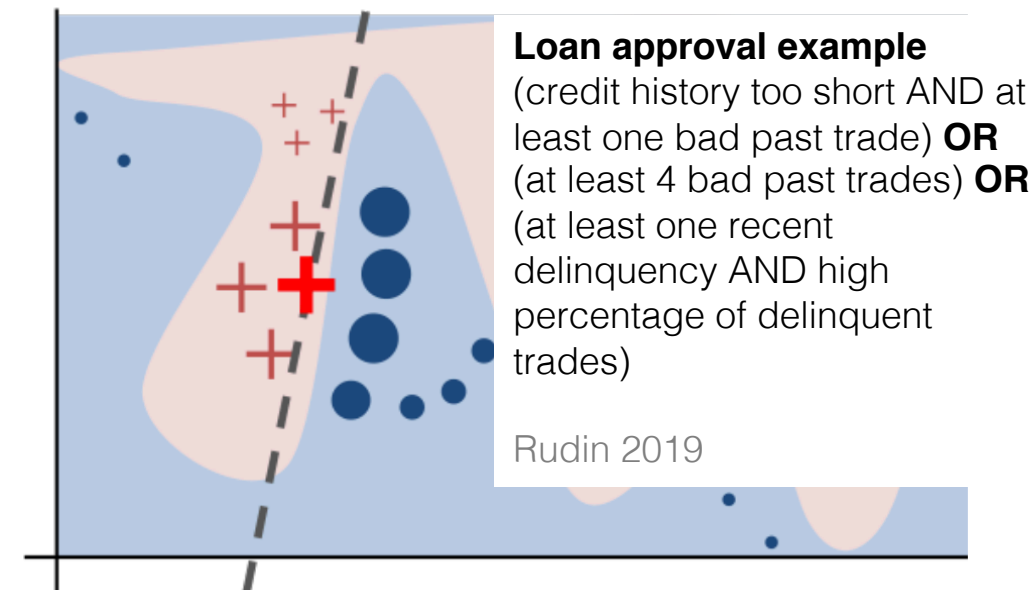 Loan approval example
(credit history too short AND at
least one bad past trade) OR
(at least 4 bad past trades) OR
(at least one recent
delinquency AND high
percentage of delinquent
trades)
Rudin 2019